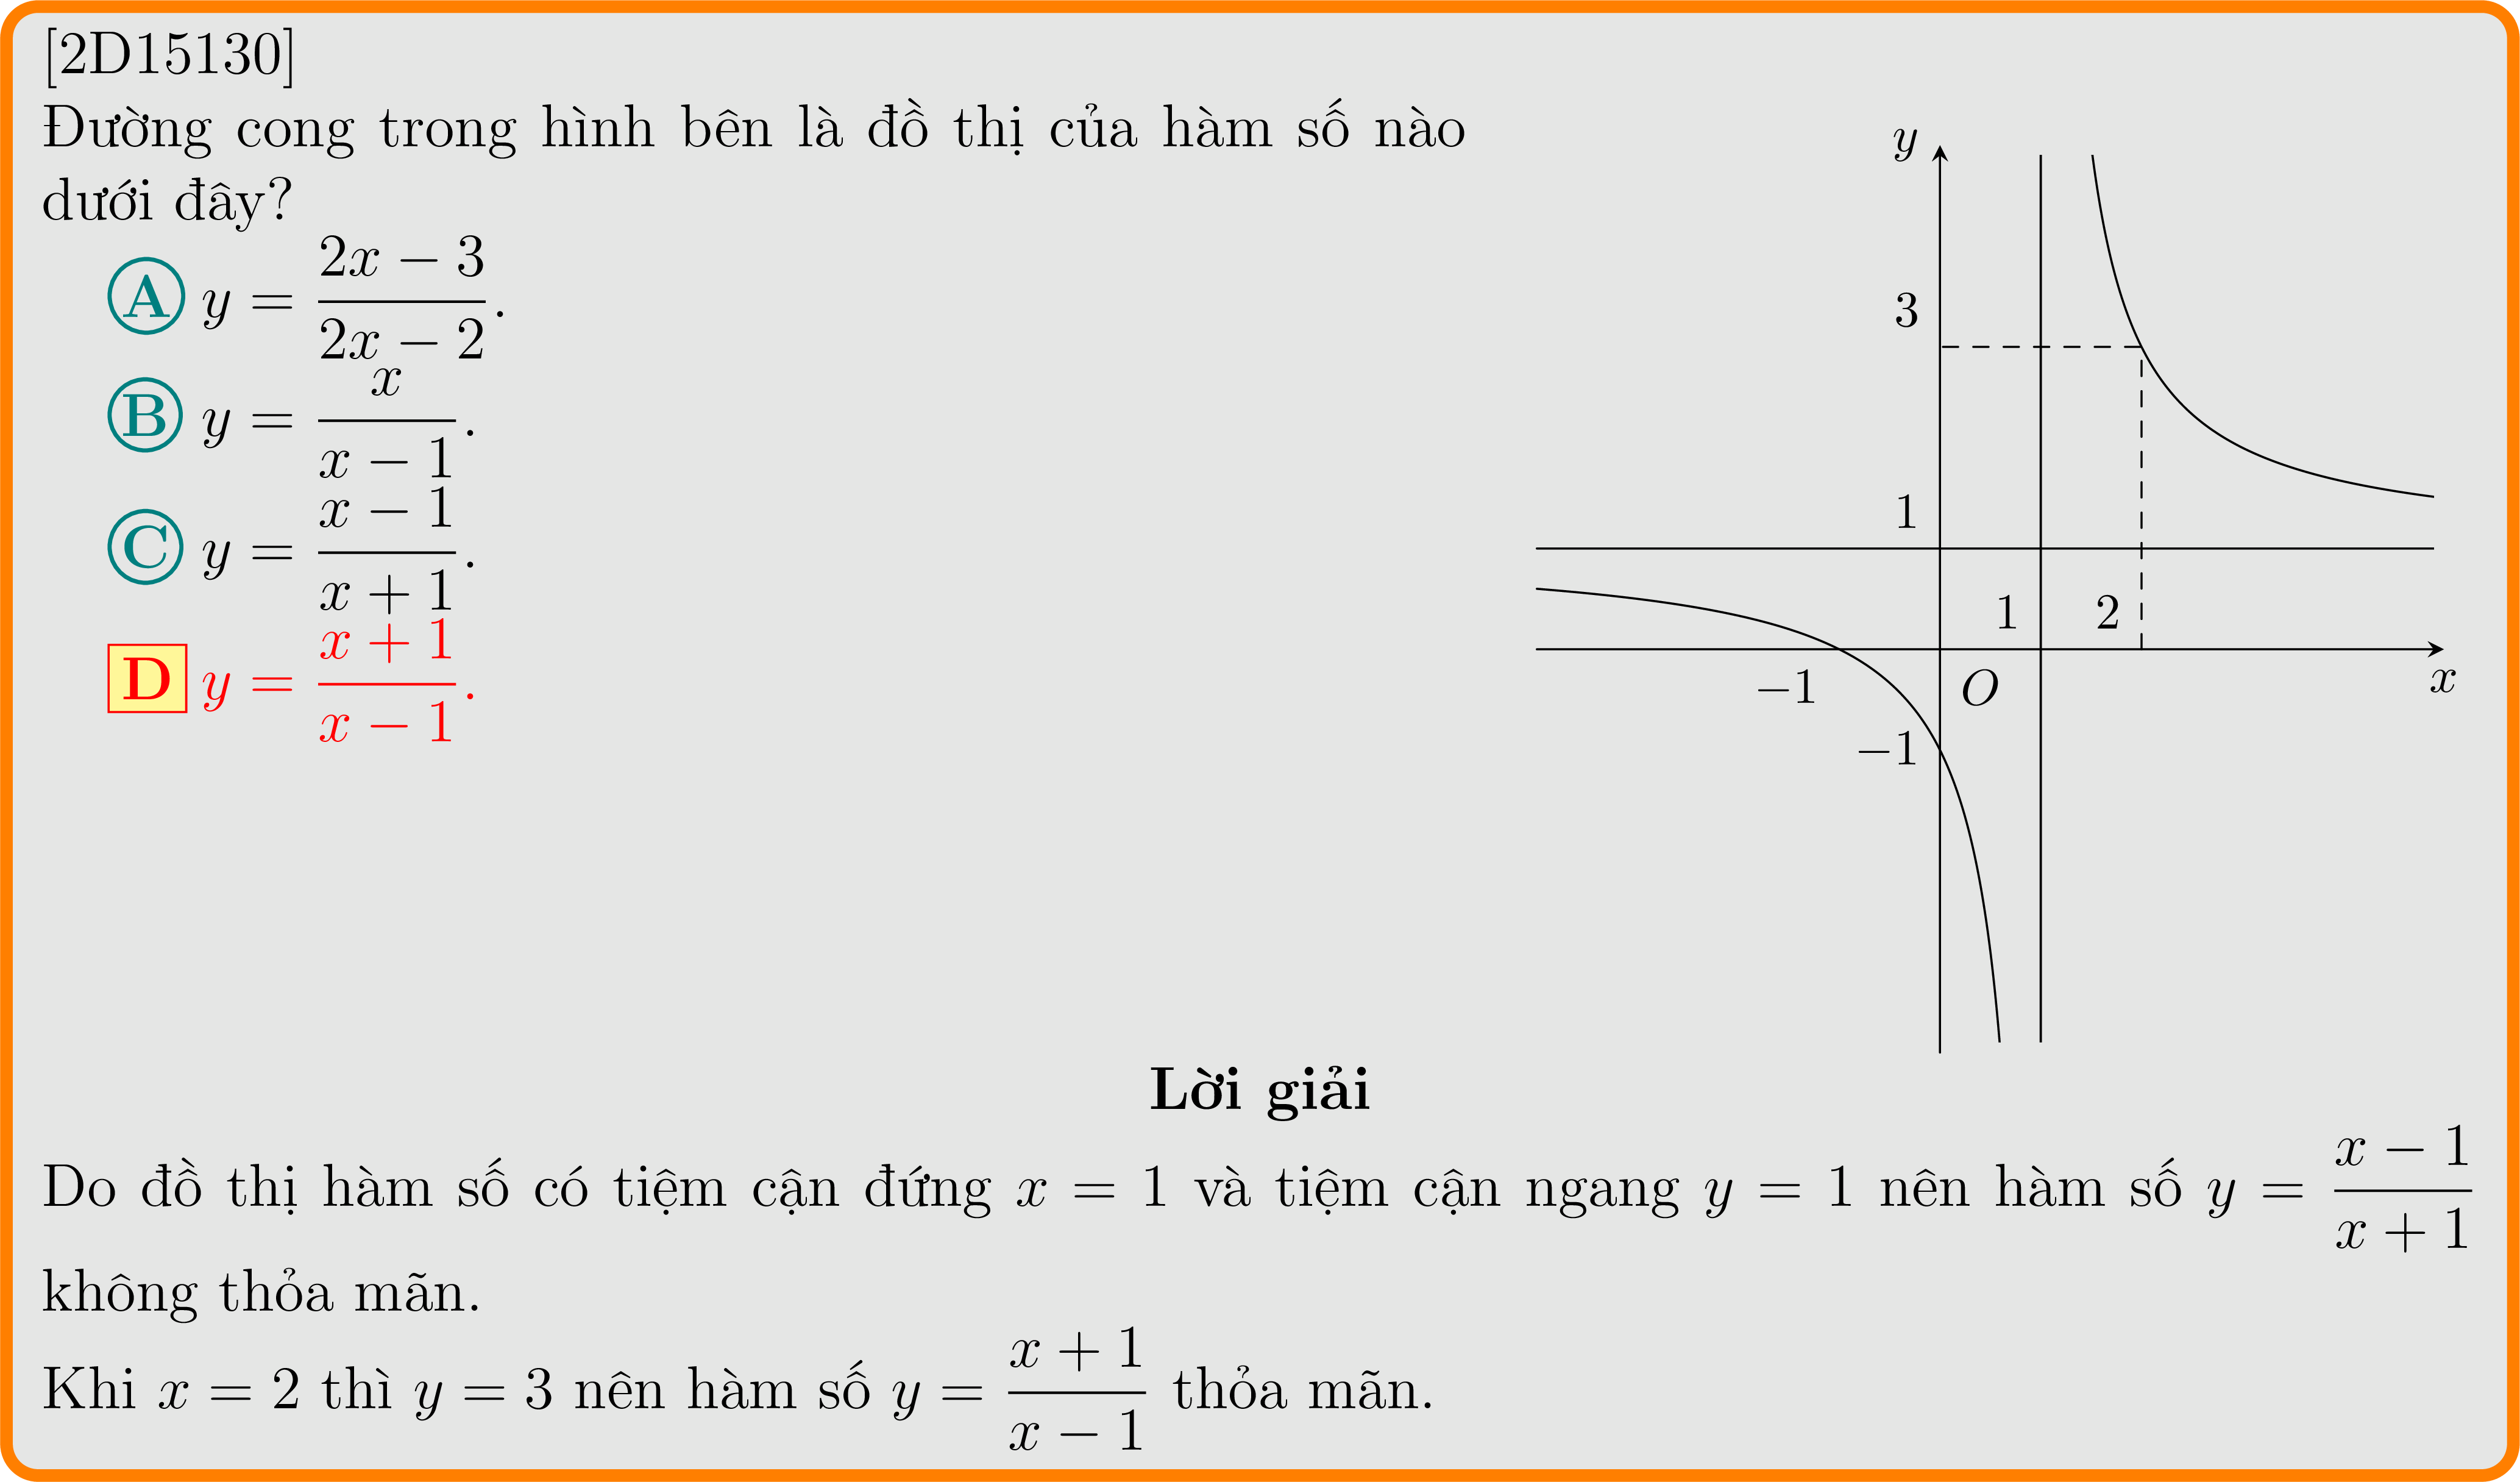 [2D15130]
Đường cong trong hình bên là đồ thị của hàm số nào
dưới đây?
A y = \frac{2x − 3}{2x − 2}.
B y = \frac{x}{x − 1}.
C y = \frac{x − 1}{x + 1}.
D y = \frac{x + 1}{x − 1}.
y
3
1
1 2
−1 O x
−1
Lời giải
Do đồ thị hàm số có tiệm cận đứng x = 1 và tiệm cận ngang y = 1 nên hàm số y = \frac{x − 1}{x + 1}
không thỏa mãn.
Khi x = 2 thì y = 3 nên hàm số y = \frac{x + 1}{x − 1} thỏa mãn.